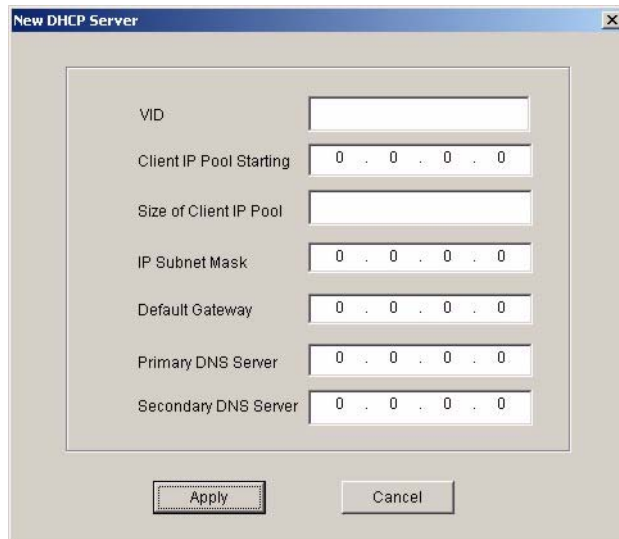 New DHCP Server
VID
Client IP Pool Starting 0 . 0 . 0 . 0
Size of Client IP Pool
IP Subnet Mask 0 . 0 . 0 . 0
Default Gateway 0 . 0 . 0 . 0
Primary DNS Server 0 . 0 . 0 . 0
Secondary DNS Server 0 . 0 . 0 . 0
Apply Cancel